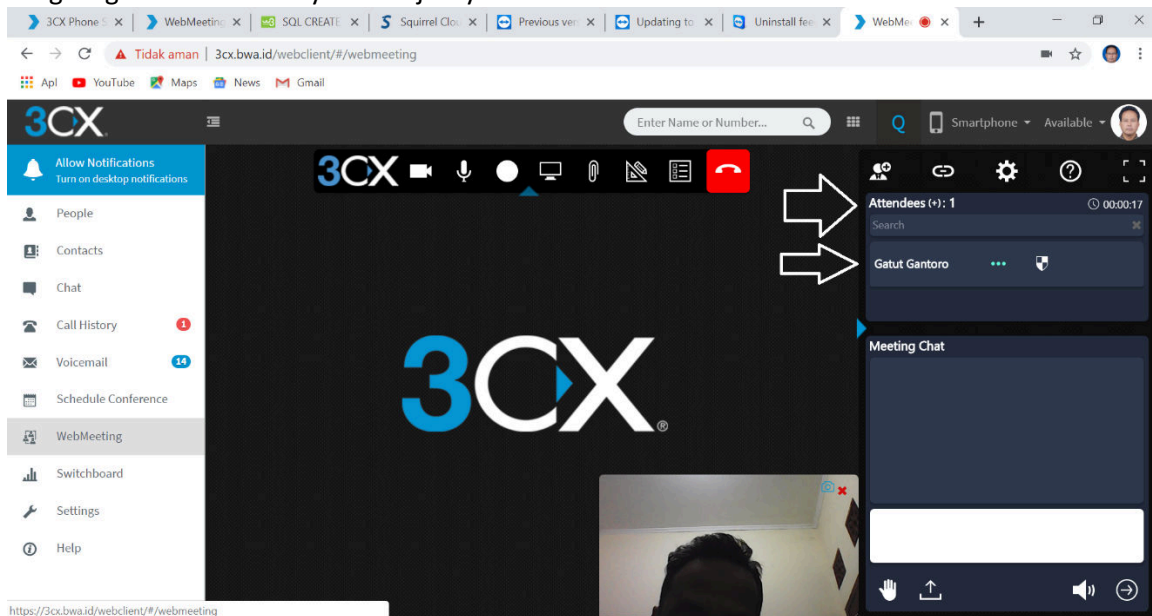 3CX Phone S
WebMeeting
SQL CREATE
Squirrel Clou
Previous ver
Updating to
Uninstall fee
WebMe
Tidak aman
3cx.bwa.id/webclient/#/webmeeting
Apl
YouTube
Maps
News
Gmail
3CX
Enter Name or Number...
Q
Smartphone
Available
Allow Notifications
Turn on desktop notifications
3CX
People
Contacts
Chat
Call History
1
Voicemail
14
Schedule Conference
WebMeeting
Switchboard
Settings
Help
Attendees (+): 1
00:00:17
Search
Gatut Gantoro
Meeting Chat
3CX®
https://3cx.bwa.id/webclient/#/webmeeting